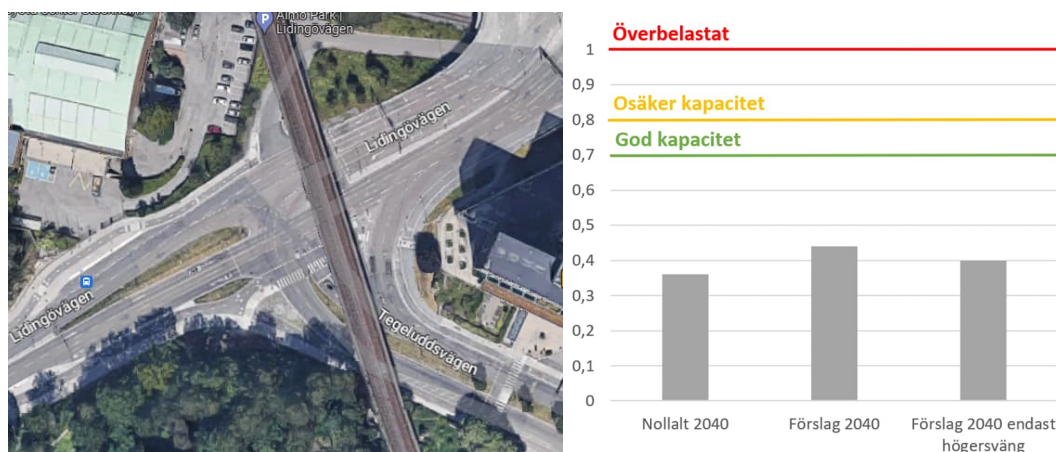 Almö Park |
Lidingövägen
Lidingövägen
Lidingövägen
Tegeluddsvägen
P
Överbelastat
Osäker kapacitet
God kapacitet
1
0,9
0,8
0,7
0,6
0,5
0,4
0,3
0,2
0,1
0
Nollalt 2040
Förslag 2040
Förslag 2040 endast
högersväng